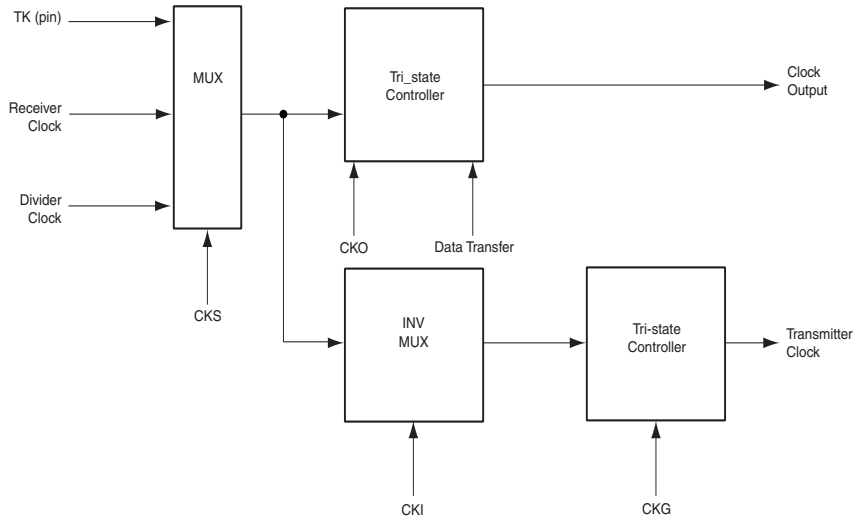 TK (pin)
MUX
Tri_state
Controller
Clock
Output
Receiver
Clock
Divider
Clock
CKO
Data Transfer
CKS
INV
MUX
Tri-state
Controller
Transmitter
Clock
CKI
CKG